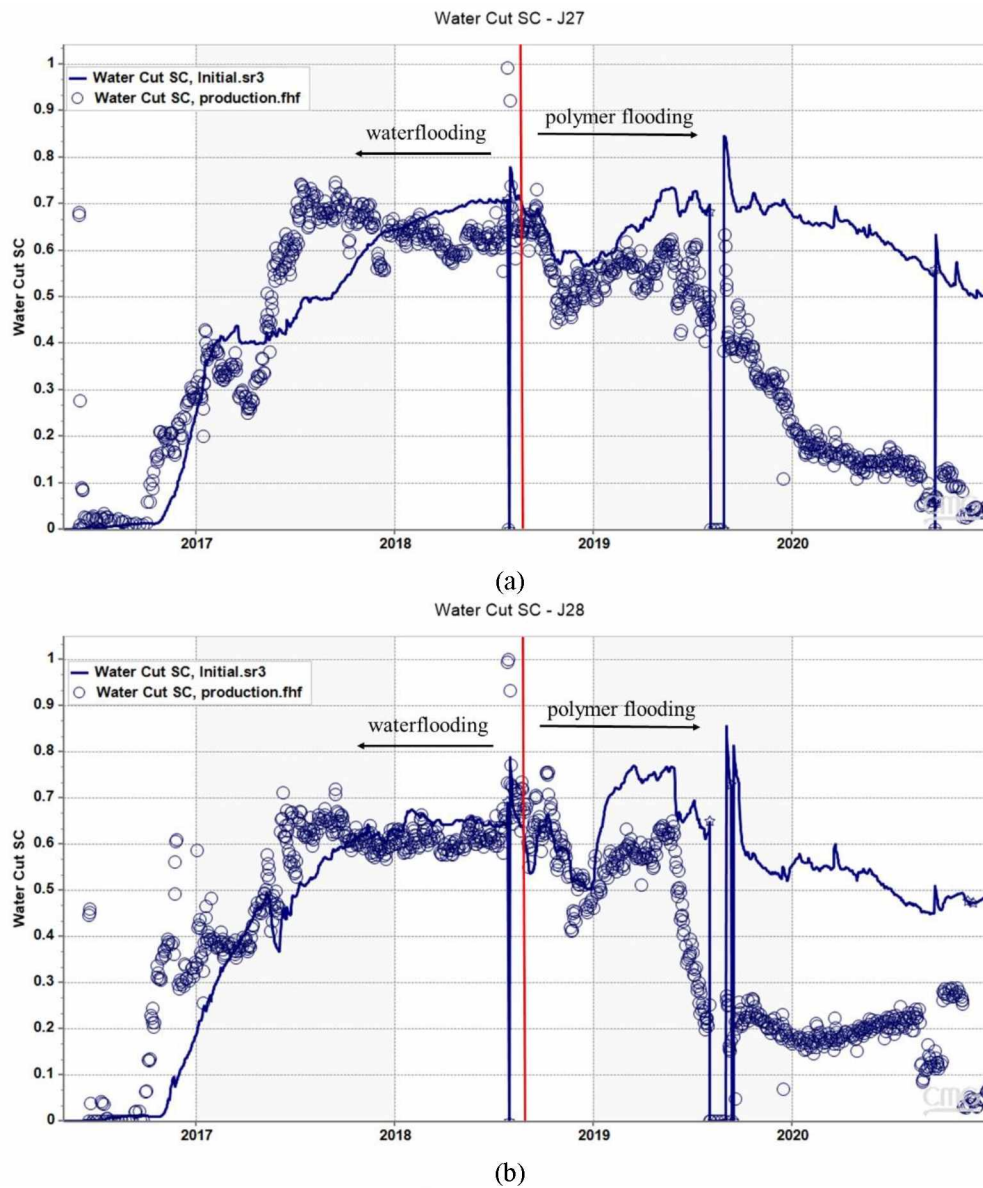 Water Cut SC - J27
1
Water Cut SC, Initial.sr3
Water Cut SC, production.fhf
0.9
polymer flooding
waterflooding
0.8
0.7
0.6
0.5
0.4
0.3
0.2
0.1
0
Water Cut SC
2017
2018
2019
2020
(a)
Water Cut SC - J28
1
Water Cut SC, Initial.sr3
Water Cut SC, production.fhf
0.9
polymer flooding
waterflooding
0.8
0.7
0.6
0.5
0.4
0.3
0.2
0.1
0
Water Cut SC
2017
2018
2019
2020
(b)